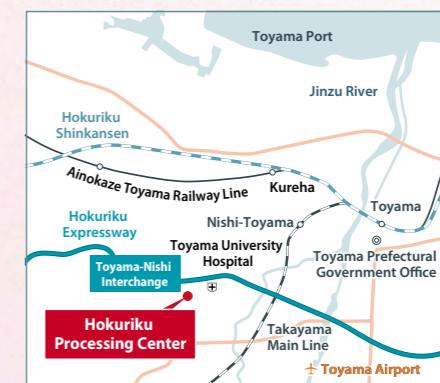 Toyama Port
Jinzu River
Hokuriku
Shinkansen
Ainokaze Toyama Railway Line
Kureha
Toyama
Nishi-Toyama
Hokuriku
Expressway
Toyama University
Hospital
Toyama Prefectural
Government Office
Toyama-Nishi
Interchange
Hokuriku
Processing Center
Takayama
Main Line
Toyama Airport